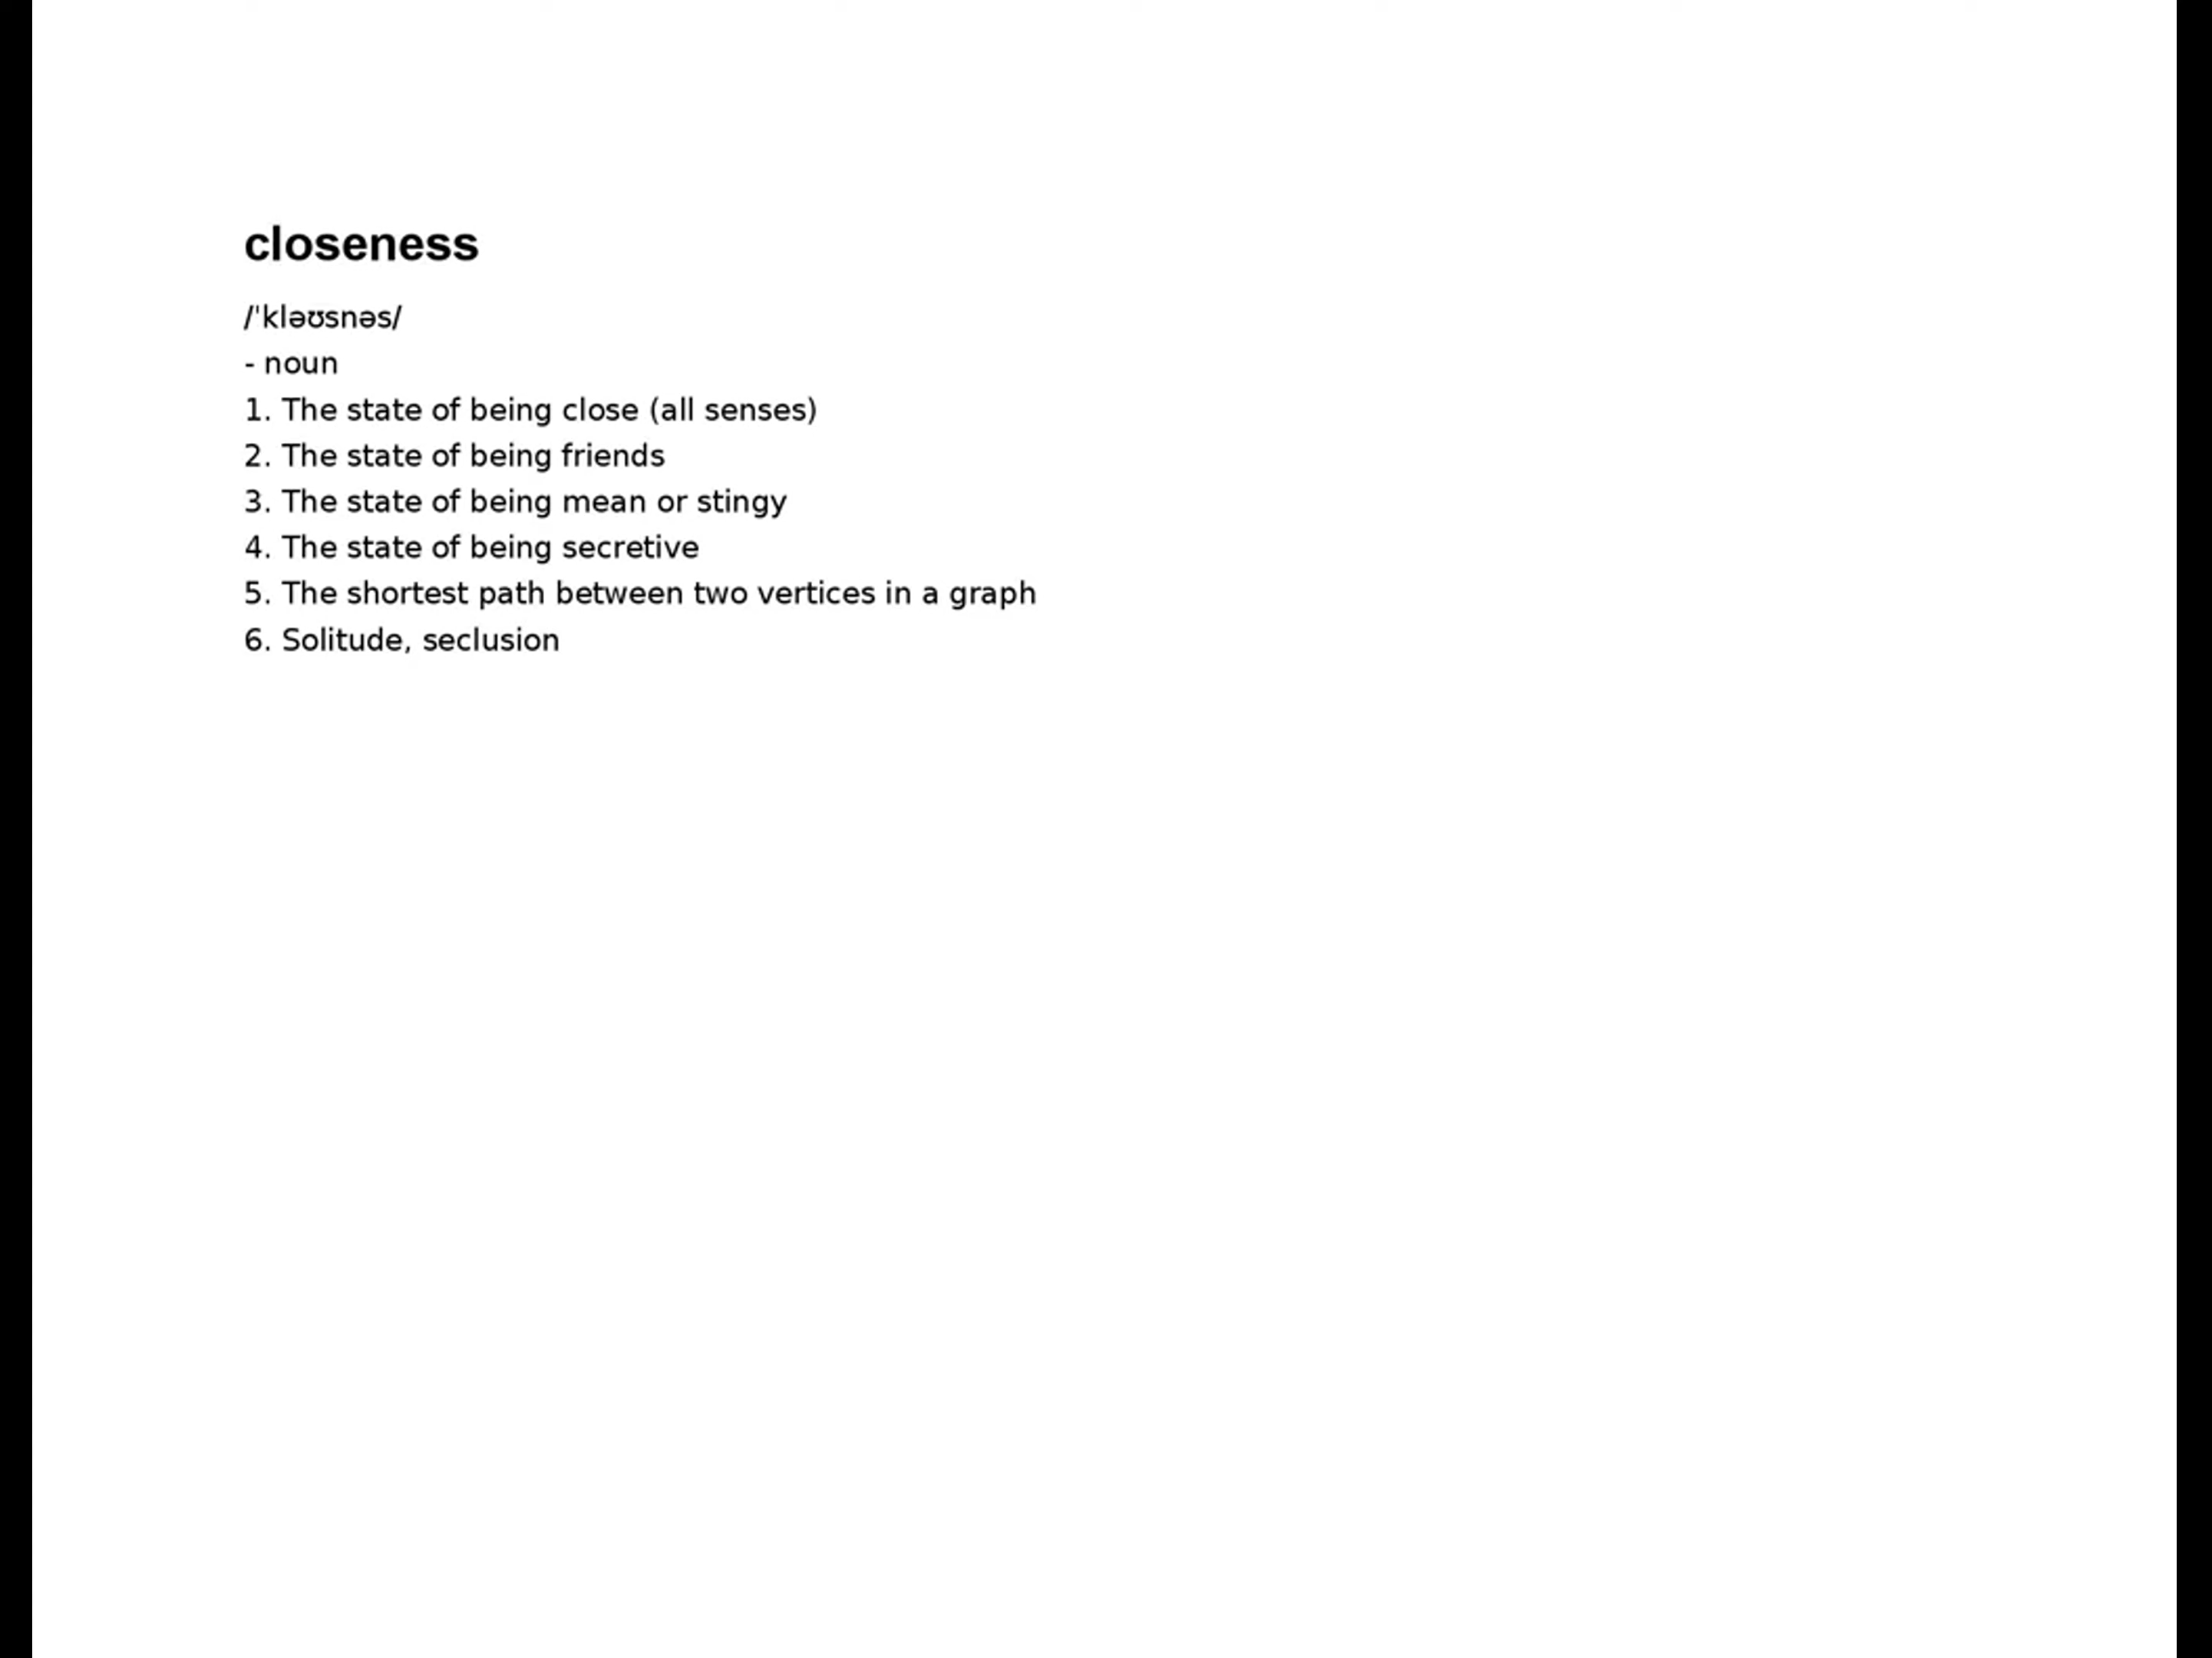 closeness
/ˈkləʊsnəs/
- noun
1. The state of being close (all senses)
2. The state of being friends
3. The state of being mean or stingy
4. The state of being secretive
5. The shortest path between two vertices in a graph
6. Solitude, seclusion